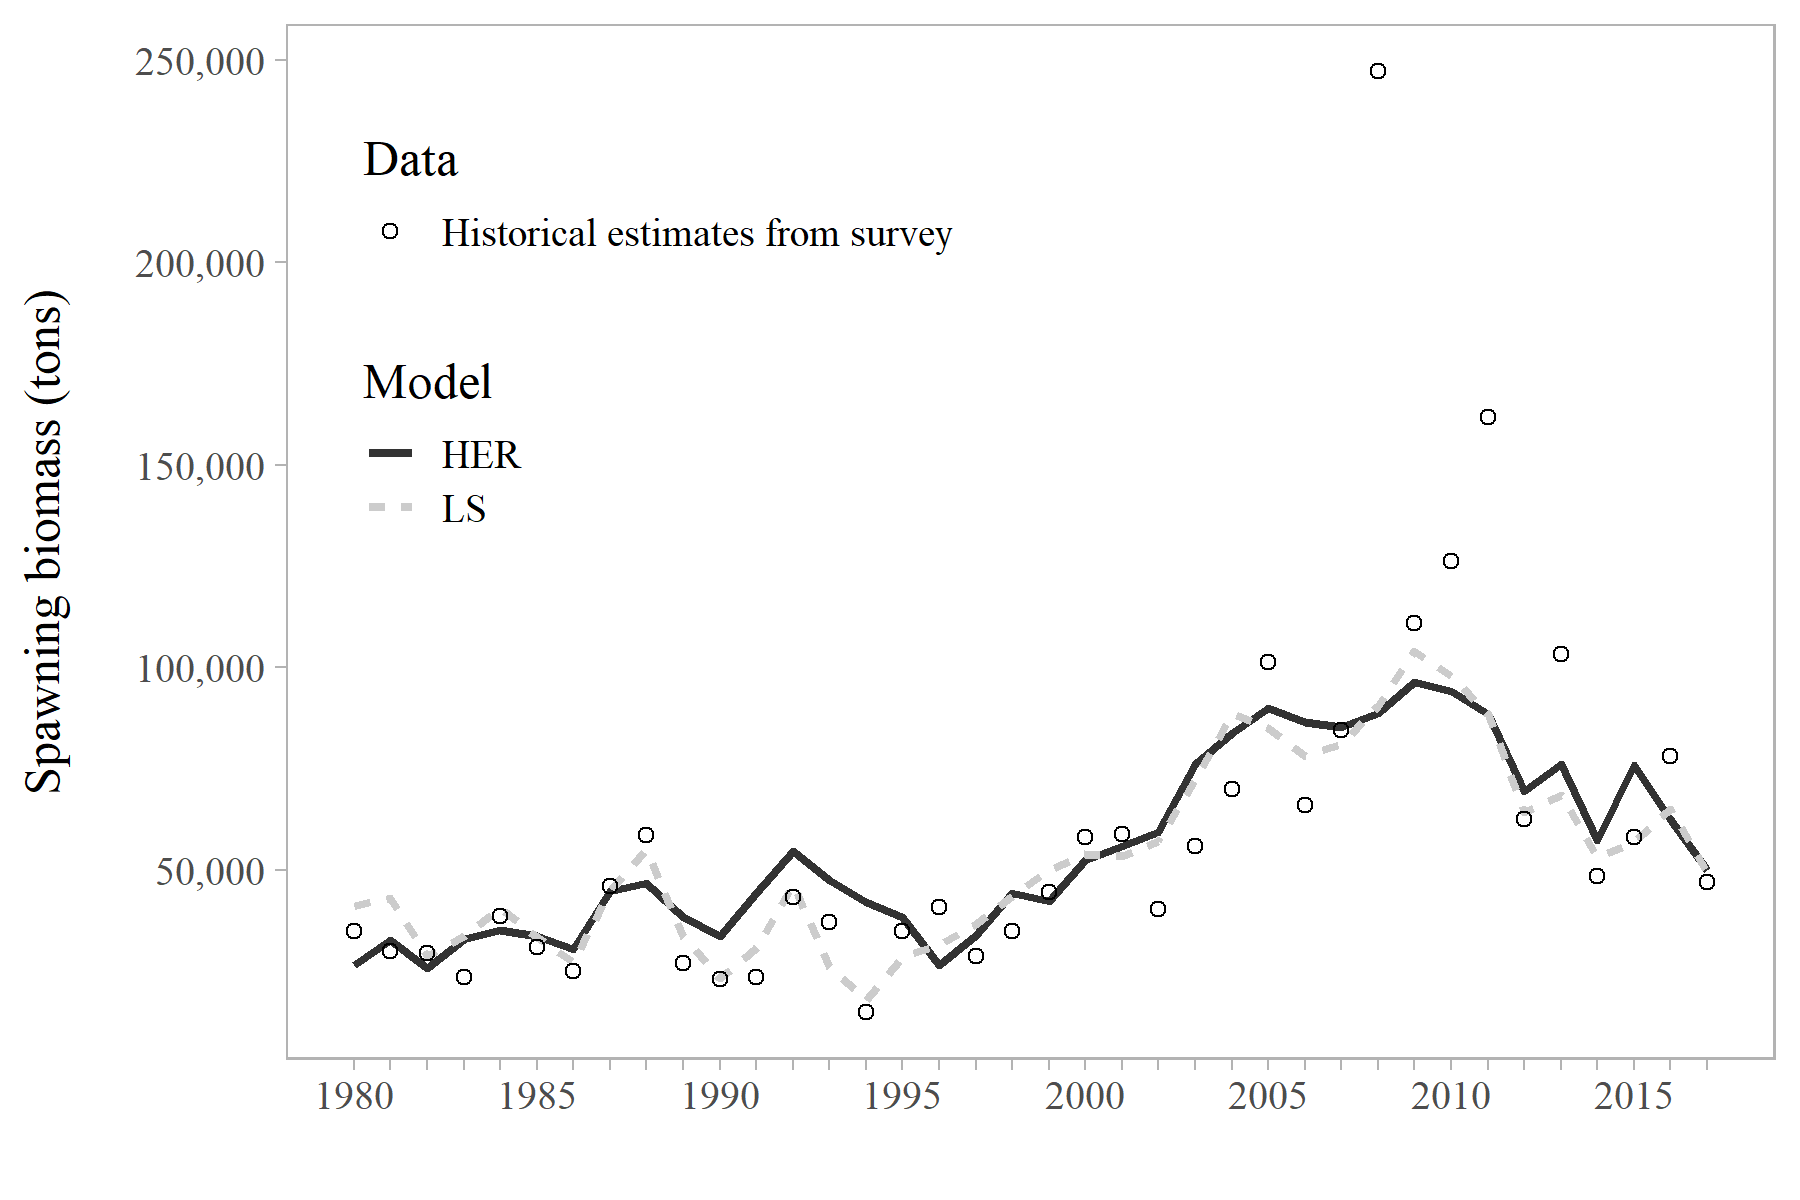 250,000
200,000
150,000
100,000
50,000
Spawning biomass (tons)
Data
Historical estimates from survey
Model
HER
LS
1980 1985 1990 1995 2000 2005 2010 2015